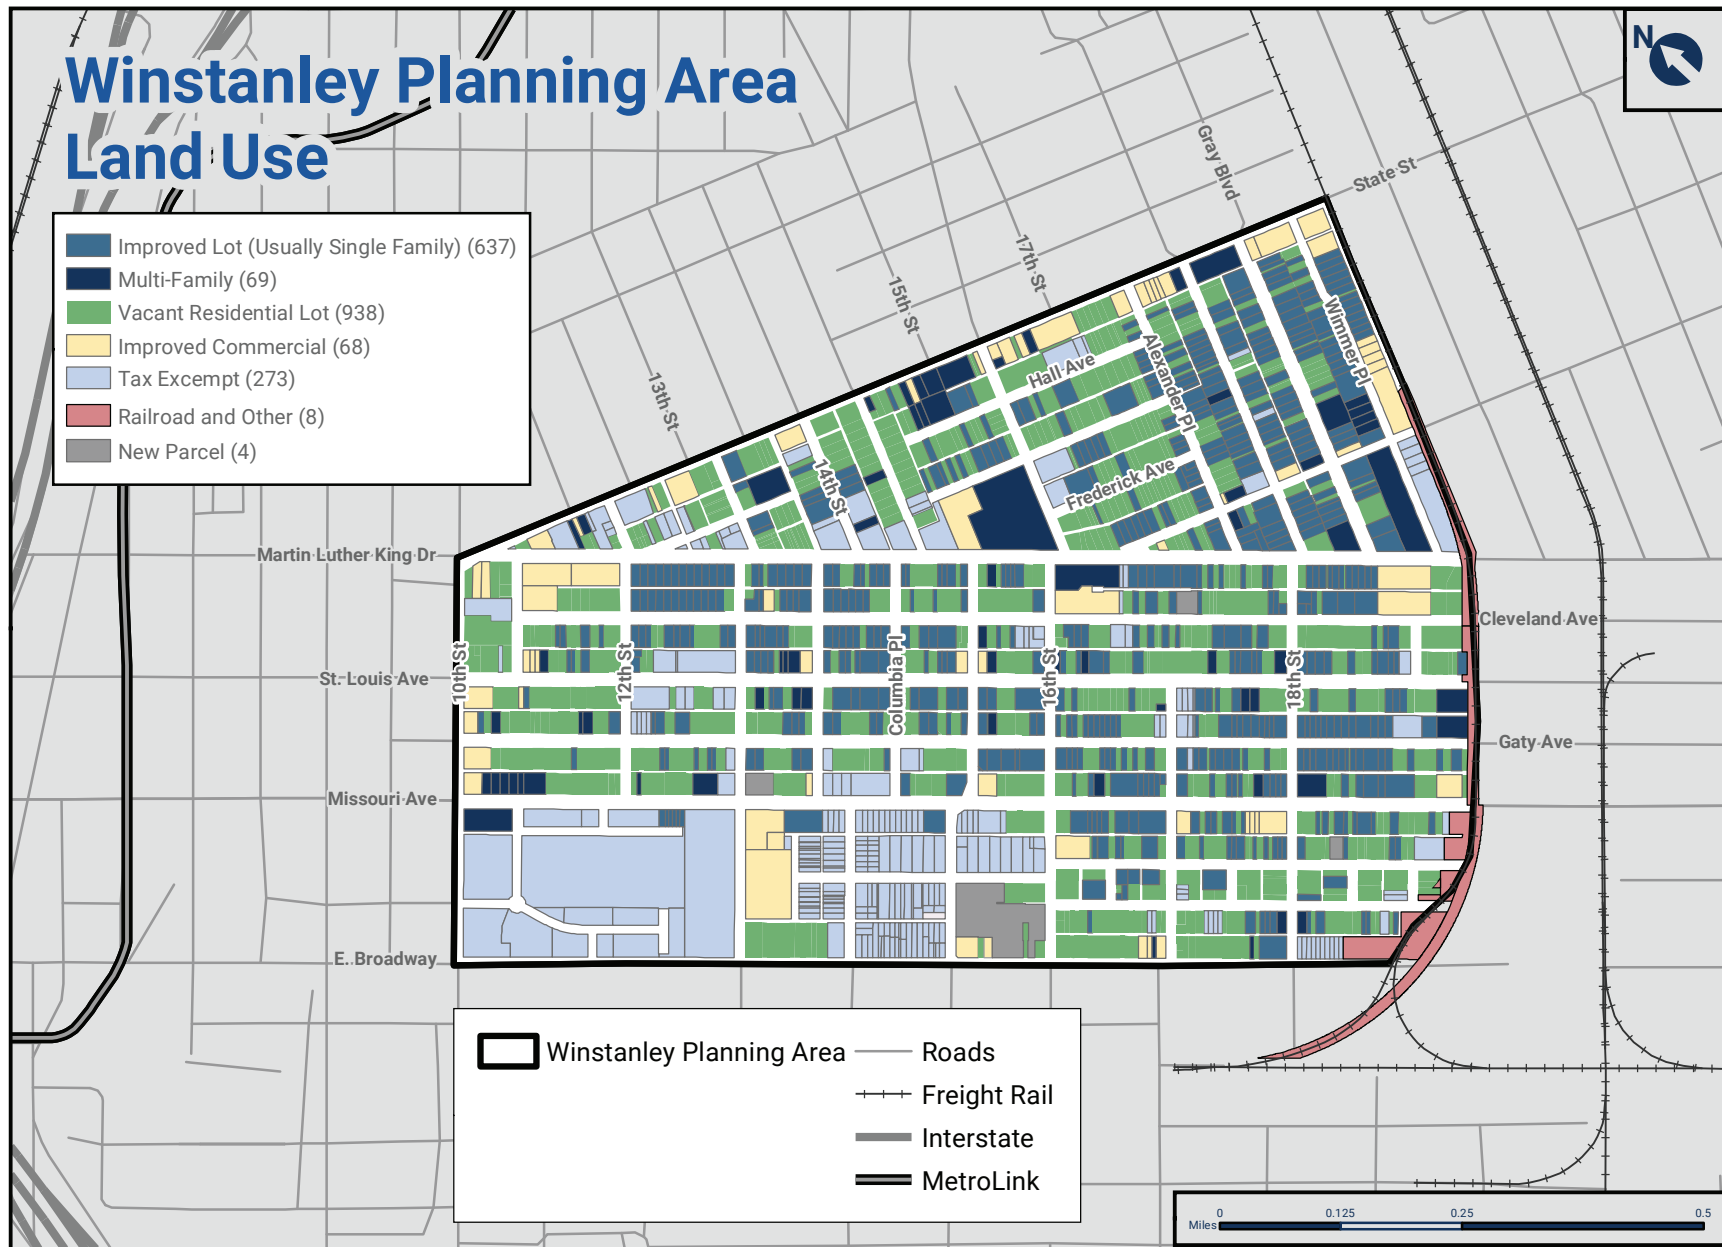 Winstanley Planning Area
Land Use
N
Improved Lot (Usually Single Family) (637)
Multi-Family (69)
Vacant Residential Lot (938)
Improved Commercial (68)
Tax Excempt (273)
Railroad and Other (8)
New Parcel (4)
Gray Blvd
State St
17th St
15th St
13th St
14th St
Hall Ave
Alexander Pl
Wimmer Pl
Frederick Ave
Martin Luther King Dr
Cleveland Ave
10th St
12th St
Columbia Pl
16th St
18th St
St. Louis Ave
Gaty Ave
Missouri Ave
E. Broadway
Winstanley Planning Area
Roads
Freight Rail
Interstate
MetroLink
0 0.125 0.25 0.5
Miles